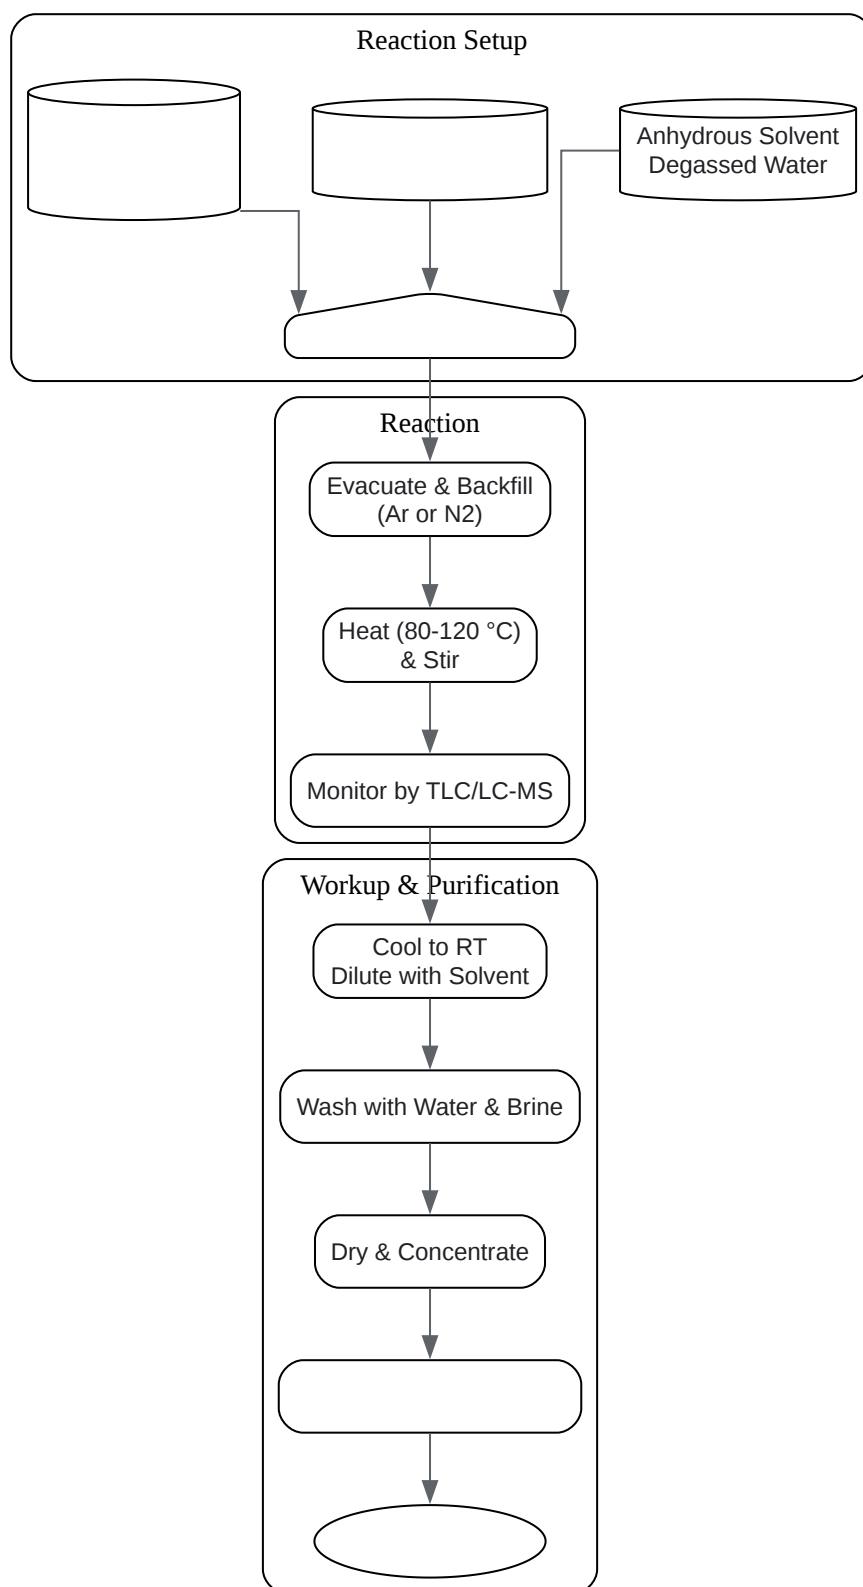 Reaction Setup
Anhydrous Solvent
Degassed Water
Reaction
Evacuate & Backfill
(Ar or N2)
Heat (80-120 °C)
& Stir
Monitor by TLC/LC-MS
Workup & Purification
Cool to RT
Dilute with Solvent
Wash with Water & Brine
Dry & Concentrate